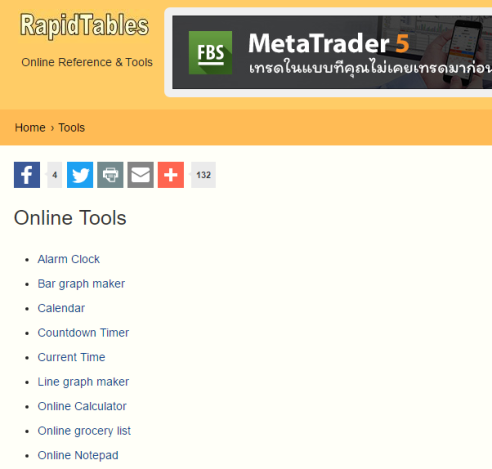 RapidTables
Online Reference & Tools
FBS
MetaTrader 5
เทรดในแบบที่คุณไม่เคยเทรดมาก่อน
Home › Tools
4
132
Online Tools
Alarm Clock
Bar graph maker
Calendar
Countdown Timer
Current Time
Line graph maker
Online Calculator
Online grocery list
Online Notepad